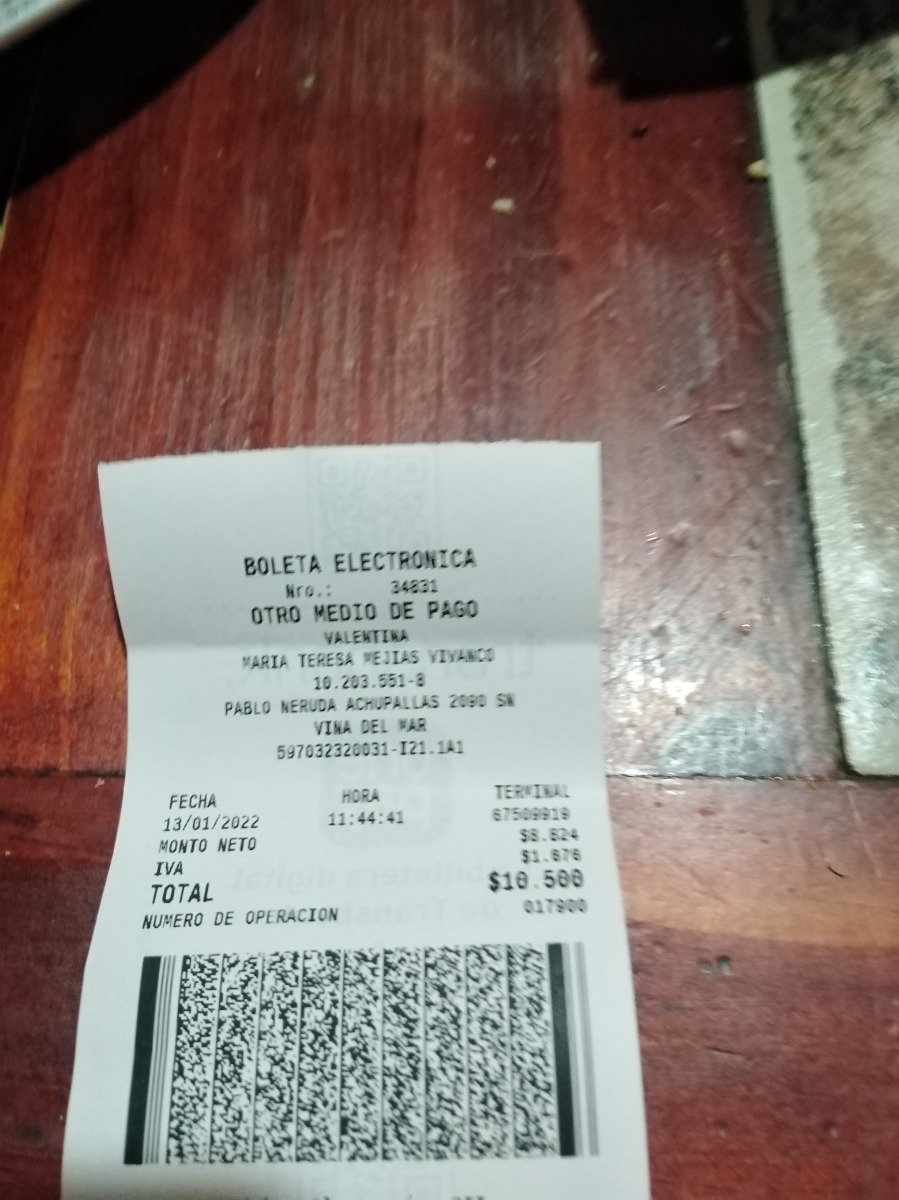 BOLETA ELECTRONICA
Nro.: 34831
OTRO MEDIO DE PAGO
VALENTINA
MARIA TERESA MEJIAS VIVANCO
10.203.551-8
PABLO NERUDA ACHUPALLAS 2090 SN
VINA DEL MAR
597032320031-I21.1A1
FECHA HORA TERMINAL
13/01/2022 11:44:41 67509919
MONTO NETO $8.824
IVA $1.676
TOTAL $10.500
NUMERO DE OPERACION 017900